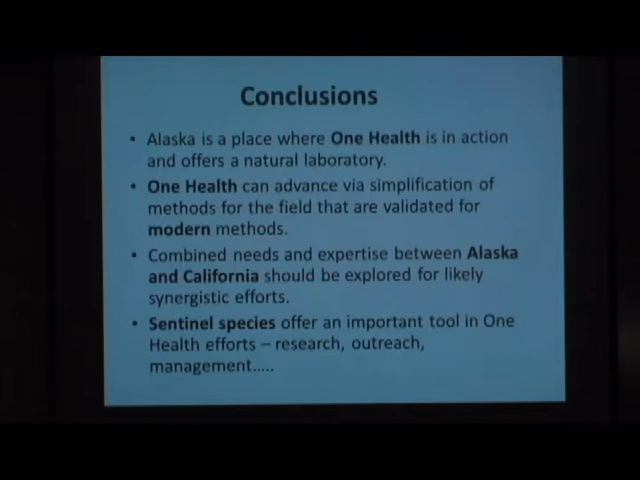 Conclusions
• Alaska is a place where One Health is in action
and offers a natural laboratory.
• One Health can advance via simplification of
methods for the field that are validated for
modern methods.
• Combined needs and expertise between Alaska
and California should be explored for likely
synergistic efforts.
• Sentinel species offer an important tool in One
Health efforts – research, outreach,
management.....